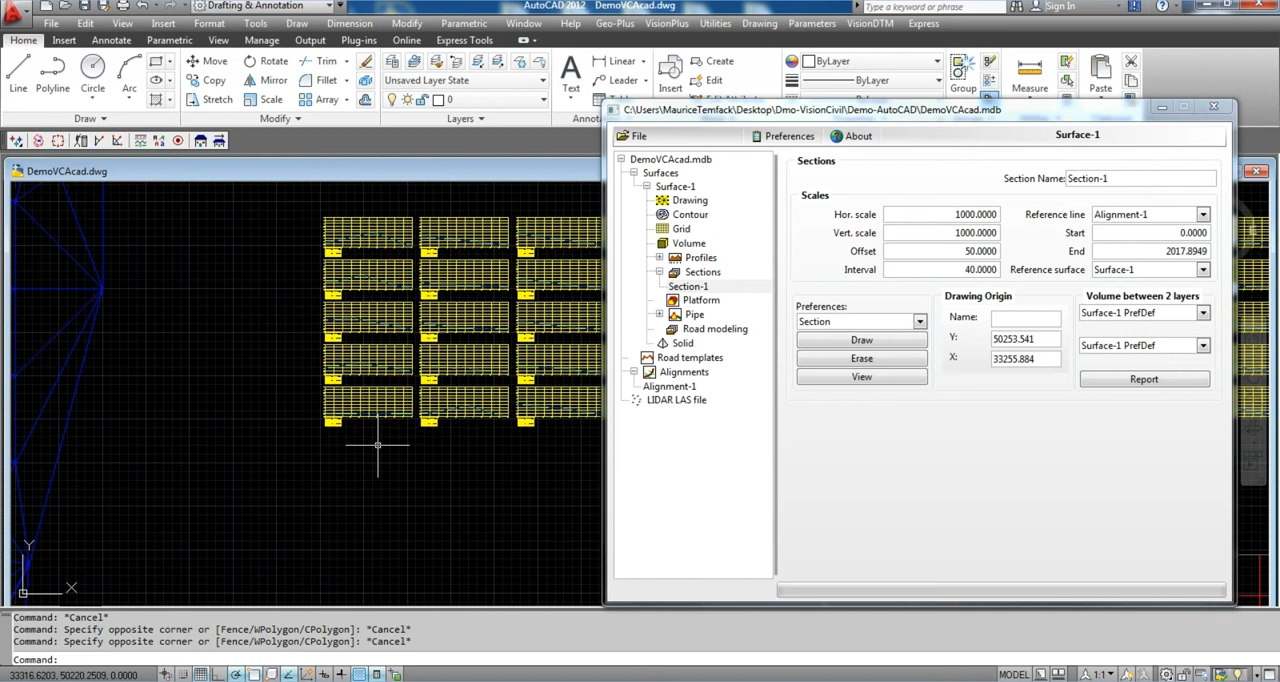 Drafting & Annotation
AutoCAD 2012 DemoVCAcad.dwg
Type a keyword or phrase
Sign In
File Edit View Insert Format Tools Draw Dimension Modify Parametric Window Help Geo-Plus VisionPlus Utilities Drawing Parameters VisionDTM Express
Home Insert Annotate Parametric View Manage Output Plug-ins Online Express Tools
Line Polyline Circle Arc
Move Rotate Trim
Copy Mirror Fillet
Stretch Scale Array
Unsaved Layer State
0
Text
Linear
Leader
Insert
Create
Edit
ByLayer
ByLayer
Group
Measure
Paste
Draw
Modify
Layers
DemoVCAcad.dwg
C:\Users\MauriceTemfack\Desktop\Dmo-VisionCivil\Demo-AutoCAD\DemoVCAcad.mdb
File
Preferences
About
Surface-1
DemoVCAcad.mdb
Surfaces
Surface-1
Drawing
Contour
Grid
Volume
Profiles
Sections
Section-1
Platform
Pipe
Road modeling
Solid
Road templates
Alignments
Alignment-1
LIDAR LAS file
Sections
Section Name: Section-1
Scales
Hor. scale 1000.0000 Reference line Alignment-1
Vert. scale 1000.0000 Start 0.0000
Offset 50.0000 End 2017.8949
Interval 40.0000 Reference surface Surface-1
Preferences:
Section
Draw
Erase
View
Drawing Origin
Name:
Y: 50253.541
X: 33255.884
Volume between 2 layers
Surface-1 PrefDef
Surface-1 PrefDef
Report
Y
X
Command: *Cancel*
Command: Specify opposite corner or [Fence/WPolygon/CPolygon]: *Cancel*
Command: Specify opposite corner or [Fence/WPolygon/CPolygon]: *Cancel*
Command:
33316.6203, 50220.2509, 0.0000
MODEL
1:1